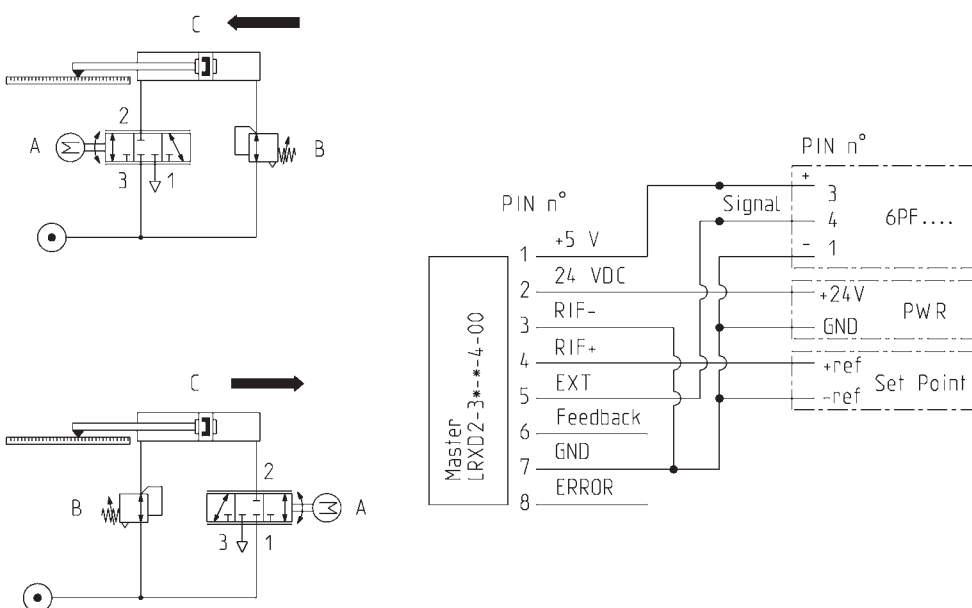 C
2
A
M
B
3
1
C
2
B
M
A
3
1
PIN n°
Master
LRXD2-3*-*-4-00
1
+5 V
2
24 VDC
3
RIF-
4
RIF+
5
EXT
6
Feedback
7
GND
8
ERROR
Signal
PIN n°
+
3
4
-
1
6PF....
+24V
GND
PWR
+ref
-ref
Set Point